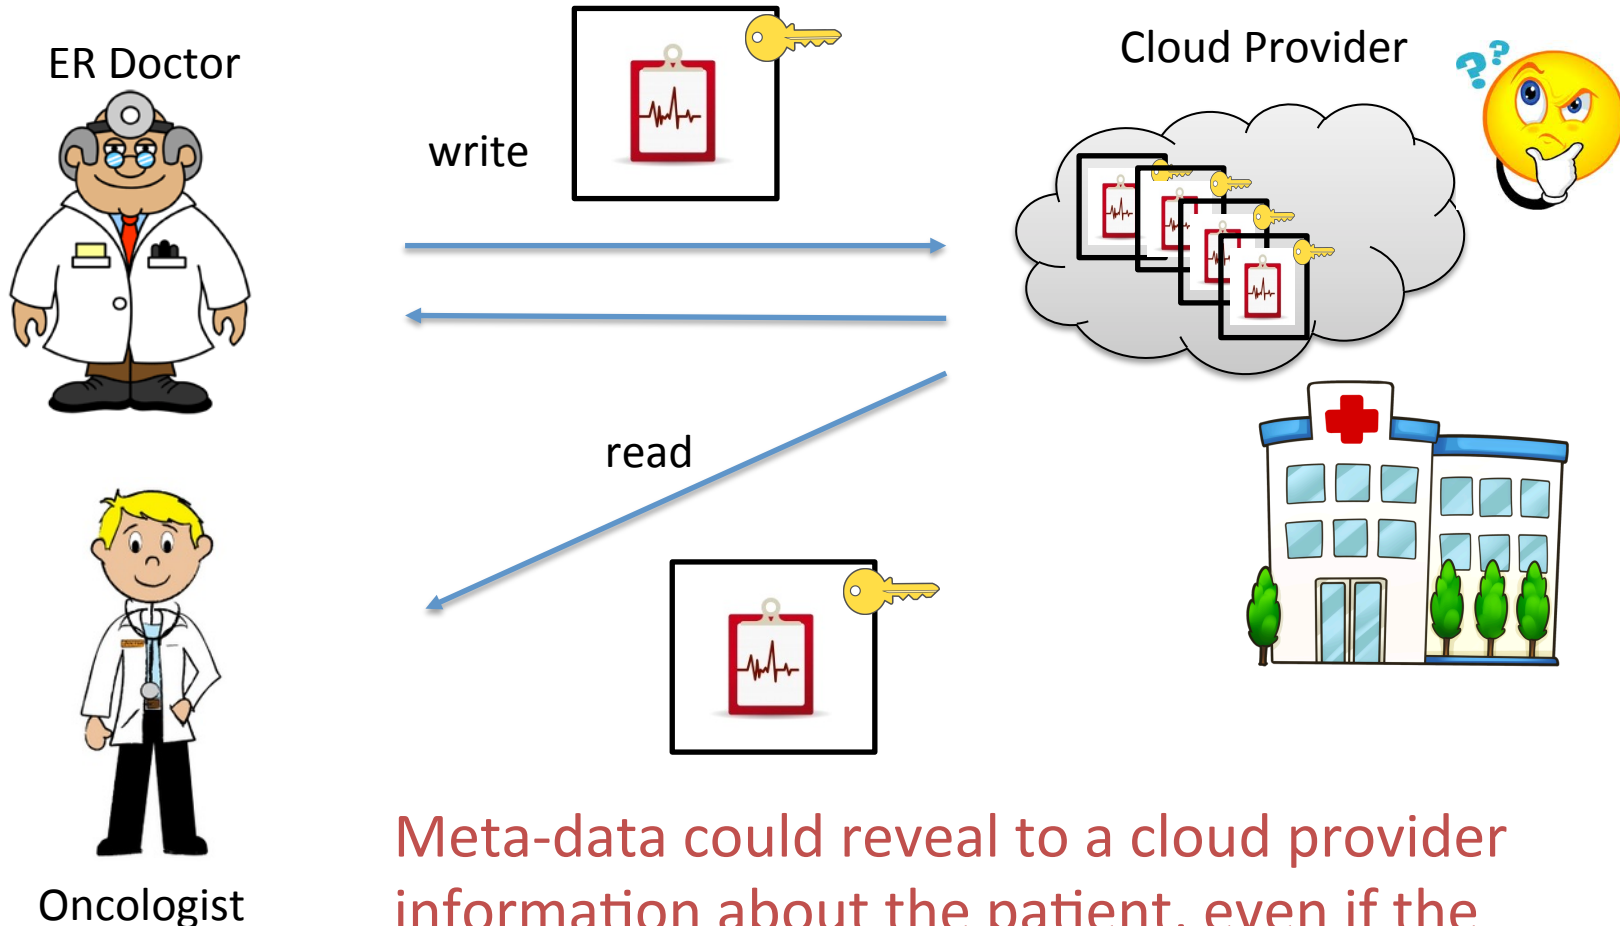 ER Doctor
Cloud Provider
??
write
read
Oncologist
Meta-data could reveal to a cloud provider
information about the patient, even if the